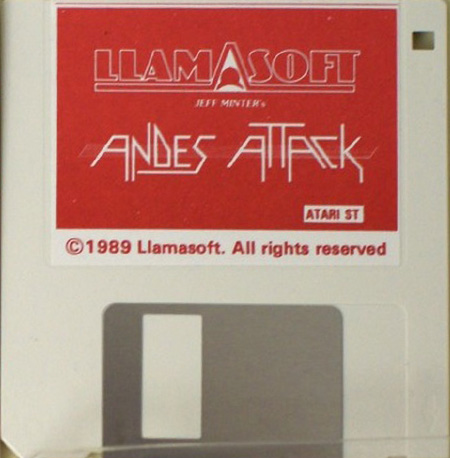 LLAMASOFT
JEFF MINTER's
ANDES ATTACK
ATARI ST
©1989 Llamasoft. All rights reserved